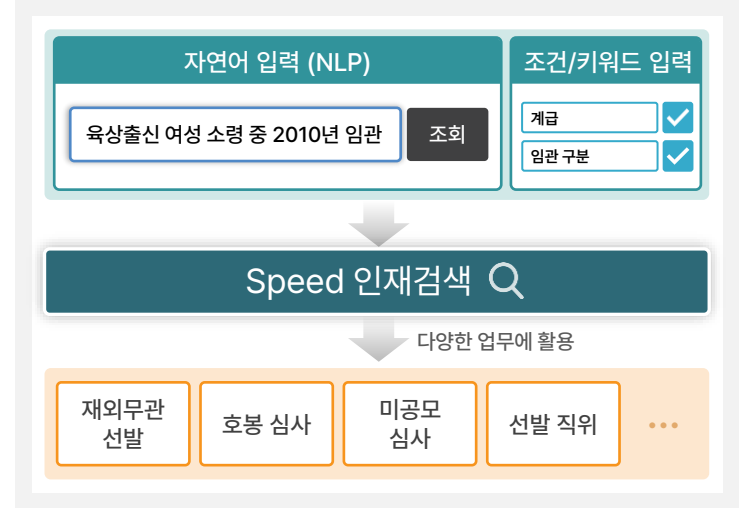 자연어 입력 (NLP)
육상출신 여성 소령 중 2010년 임관
조회
조건/키워드 입력
계급
임관 구분
Speed 인재검색
다양한 업무에 활용
재외무관
선발
호봉 심사
미공모
심사
선발 직위
...